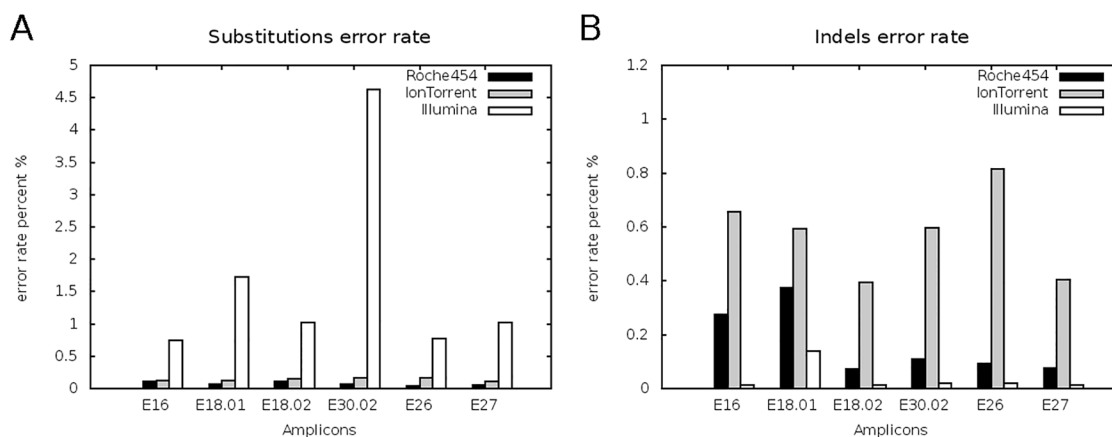 A
Substitutions error rate
Roche454
IonTorrent
Illumina
error rate percent %
5
4.5
4
3.5
3
2.5
2
1.5
1
0.5
0
E16 E18.01 E18.02 E30.02 E26 E27
Amplicons
B
Indels error rate
Roche454
IonTorrent
Illumina
error rate percent %
1.2
1
0.8
0.6
0.4
0.2
0
E16 E18.01 E18.02 E30.02 E26 E27
Amplicons